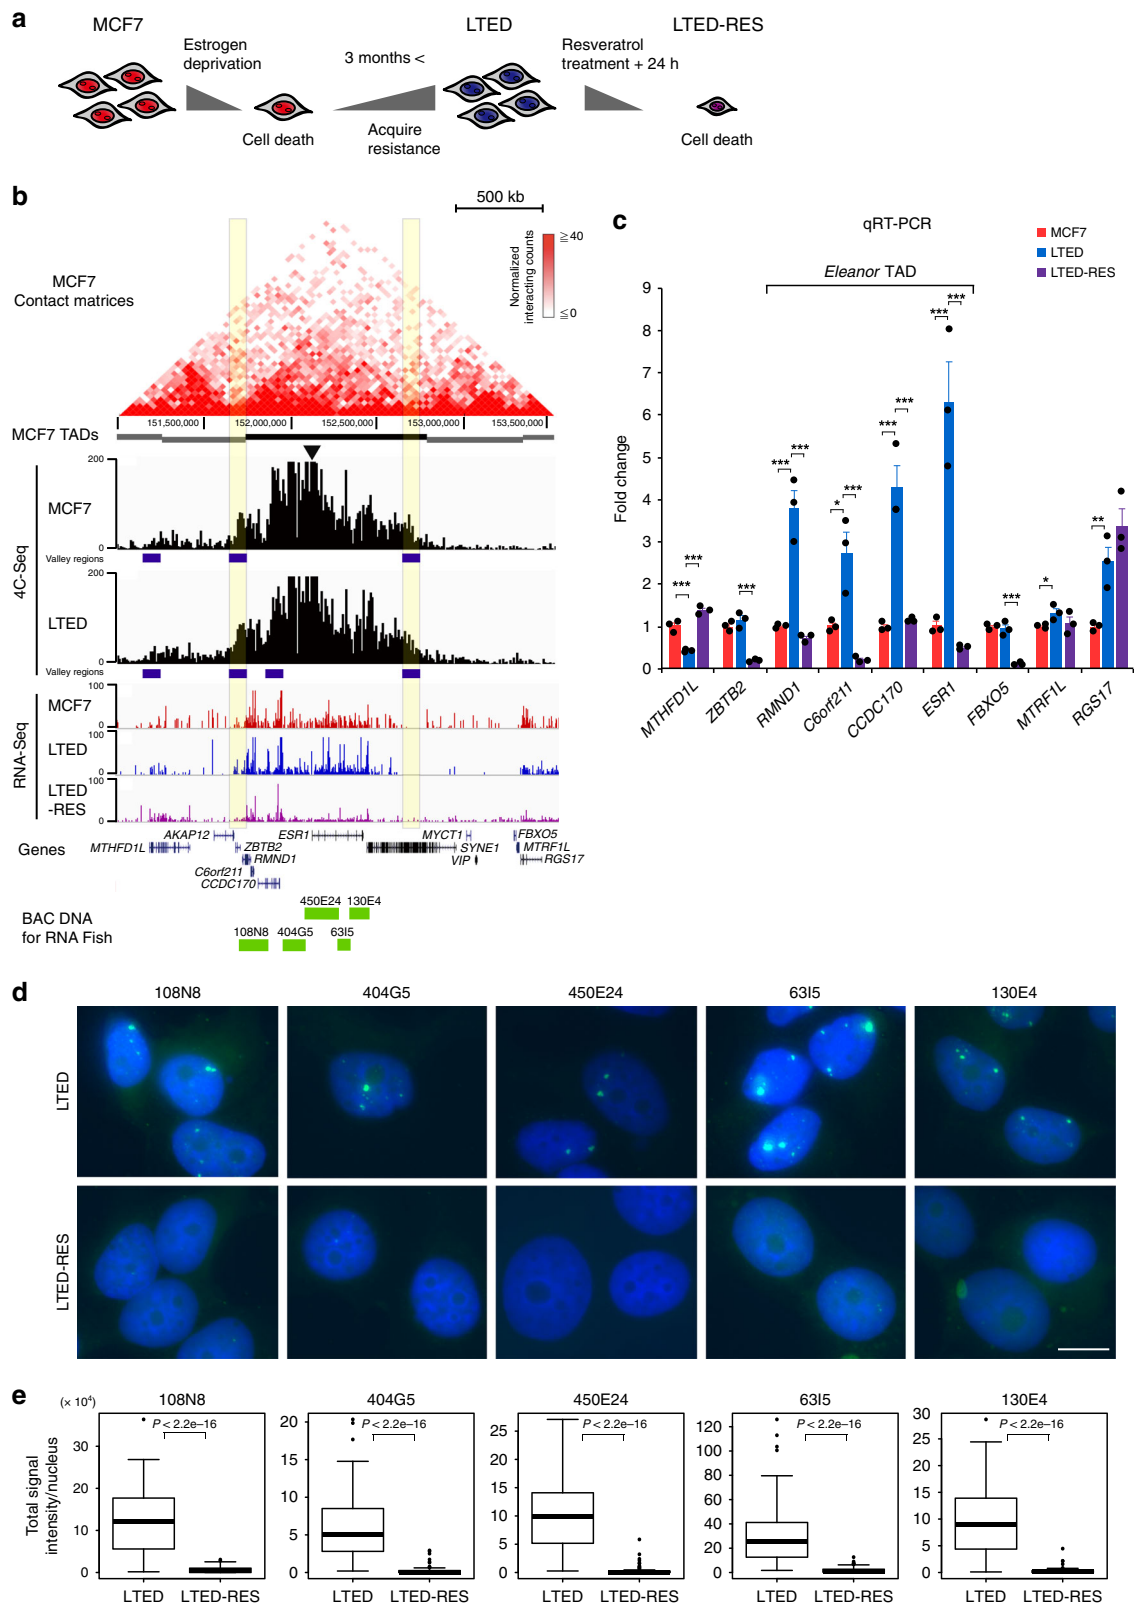 a
MCF7
LTED
LTED-RES
Estrogen
deprivation
3 months <
Resveratrol
treatment + 24 h
Cell death
Acquire
resistance
Cell death
b
500 kb
MCF7
Contact matrices
Normalized
interacting counts
≧40
≦0
151,500,000 152,000,000 152,500,000 153,000,000 153,500,000
MCF7 TADs
4C-Seq
200
MCF7
0
Valley regions
200
LTED
0
Valley regions
RNA-Seq
100
MCF7
0
100
LTED
0
100
LTED
-RES
0
Genes
AKAP12 ESR1 MYCT1 FBXO5
MTHFD1L ZBTB2 SYNE1 MTRF1L
RMND1 VIP RGS17
C6orf211
CCDC170
BAC DNA
for RNA Fish
450E24 130E4
108N8 404G5 63I5
c
qRT-PCR
MCF7
LTED
LTED-RES
Eleanor TAD
Fold change
9
8
7
6
5
4
3
2
1
0
*** *** *** *** *** * *** *** *** *** *** *** * **
MTHFD1L ZBTB2 RMND1 C6orf211 CCDC170 ESR1 FBXO5 MTRF1L RGS17
d
108N8 404G5 450E24 63I5 130E4
LTED
LTED-RES
e
(× 10⁴)
Total signal
intensity/nucleus
108N8
P < 2.2e–16
30
20
10
0
LTED LTED-RES
404G5
P < 2.2e–16
20
15
10
5
0
LTED LTED-RES
450E24
P < 2.2e–16
25
20
15
10
5
0
LTED LTED-RES
63I5
P < 2.2e–16
120
100
80
60
40
20
0
LTED LTED-RES
130E4
P < 2.2e–16
30
25
20
15
10
5
0
LTED LTED-RES